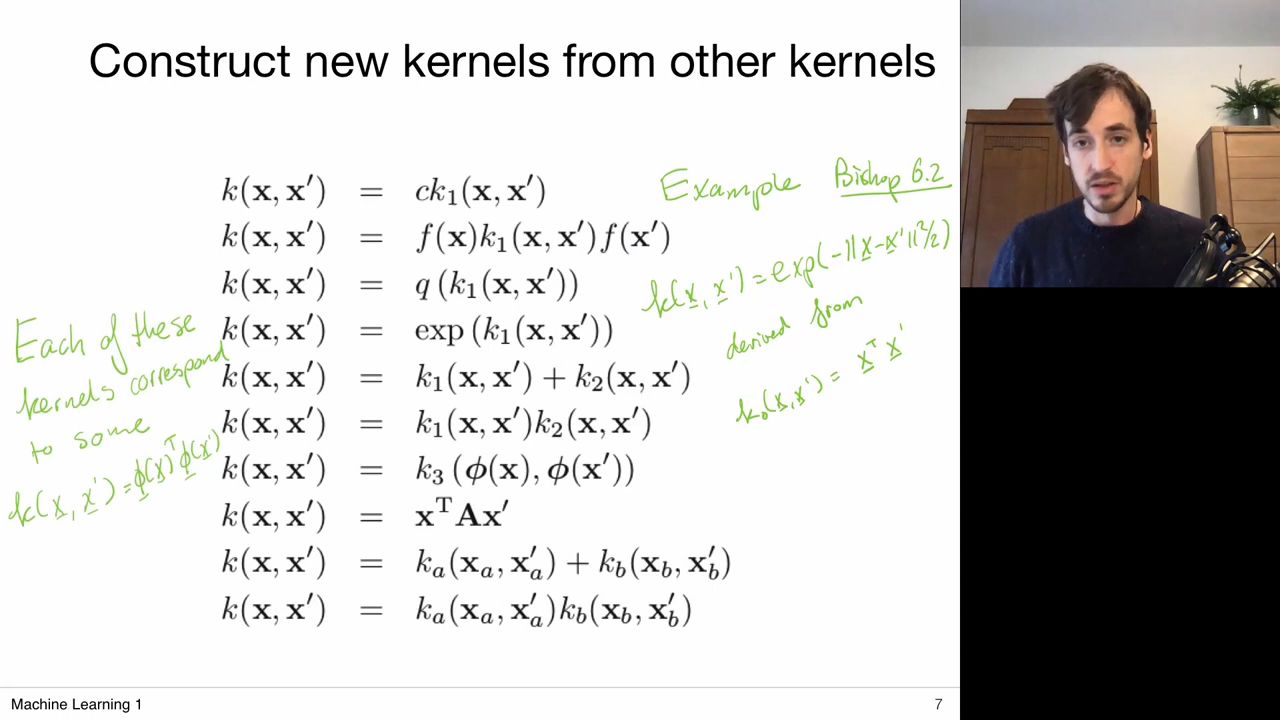 Construct new kernels from other kernels
k(x, x′) = ck₁(x, x′)
k(x, x′) = f(x)k₁(x, x′)f(x′)
k(x, x′) = q (k₁(x, x′))
k(x, x′) = exp (k₁(x, x′))
k(x, x′) = k₁(x, x′) + k₂(x, x′)
k(x, x′) = k₁(x, x′)k₂(x, x′)
k(x, x′) = k₃ (ϕ(x), ϕ(x′))
k(x, x′) = xᵀAx′
k(x, x′) = kₐ(xₐ, x′ₐ) + k_b(x_b, x′_b)
k(x, x′) = kₐ(xₐ, x′ₐ)k_b(x_b, x′_b)
Each of these
kernels correspond
to some
k(x, x') = ϕ(x)ᵀϕ(x')
Example Bishop 6.2
k(x, x') = exp(-||x-x'||²/2)
derived from
k₀(x,x') = xᵀx'
Machine Learning 1
7